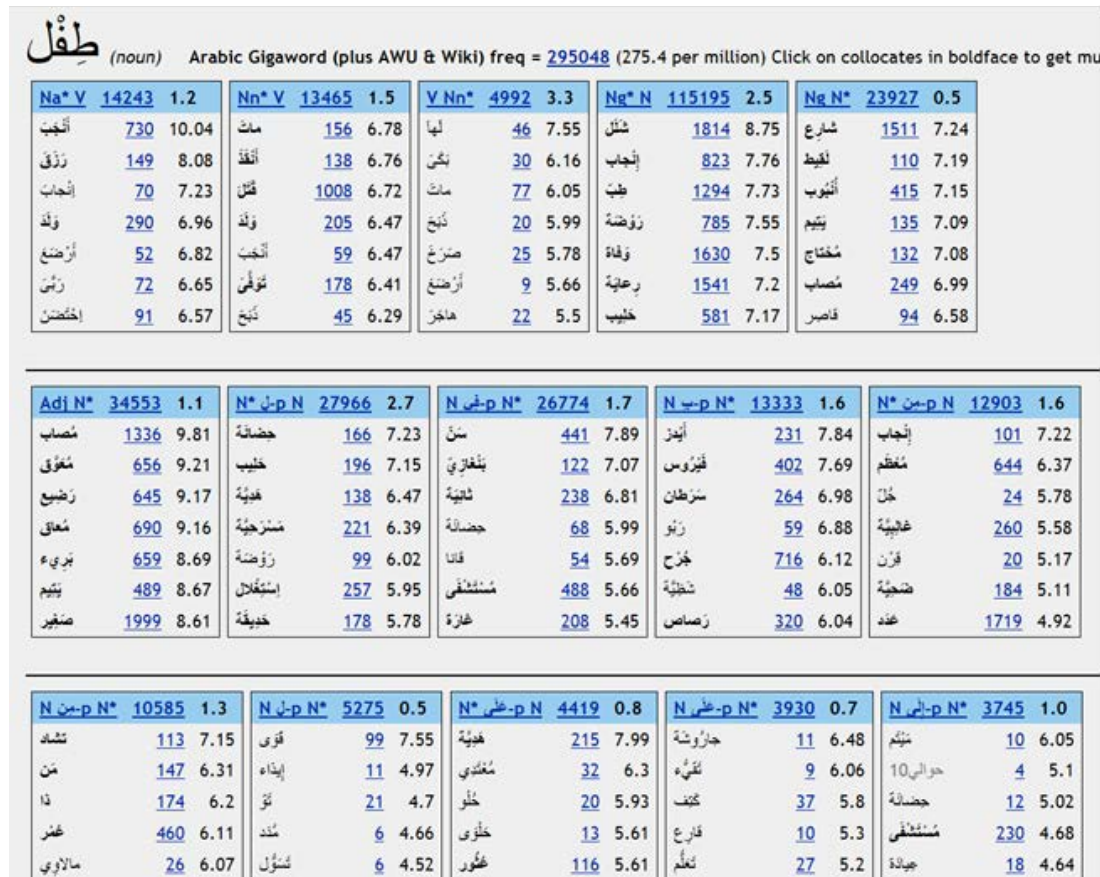 طِفْل (noun) Arabic Gigaword (plus AWU & Wiki) freq = 295048 (275.4 per million) Click on collocates in boldface to get mu
Na* V 14243 1.2 Nn* V 13465 1.5 V Nn* 4992 3.3 Ng* N 115195 2.5 Ng N* 23927 0.5
أَنْجَبَ 730 10.04 ماتَ 156 6.78 لَها 46 7.55 شَلَل 1814 8.75 شارِع 1511 7.24
رَزَقَ 149 8.08 أَنْقَذَ 138 6.76 بَكَى 30 6.16 إِنْجاب 823 7.76 لَقِيط 110 7.19
إِنْجابَ 70 7.23 قَتَلَ 1008 6.72 ماتَ 77 6.05 طِبّ 1294 7.73 أُنْبُوب 415 7.15
وَلَدَ 290 6.96 وَلَدَ 205 6.47 ذَبَحَ 20 5.99 رَوْضَة 785 7.55 يَتِيم 135 7.09
أَرْضَعَ 52 6.82 أَنْجَبَ 59 6.47 صَرَخَ 25 5.78 وَفاة 1630 7.5 مُحْتاج 132 7.08
رَبَّى 72 6.65 تَوَفَّى 178 6.41 أَرْضَعَ 9 5.66 رِعايَة 1541 7.2 مُصاب 249 6.99
اِحْتَضَنَ 91 6.57 ذَبَحَ 45 6.29 هاجَرَ 22 5.5 حَلِيب 581 7.17 قاصِر 94 6.58
Adj N* 34553 1.1 N* ل-p N 27966 2.7 N في-p N* 26774 1.7 N ب-p N* 13333 1.6 N* من-p N 12903 1.6
مُصاب 1336 9.81 حِضانَة 166 7.23 سِنّ 441 7.89 أَيْدز 231 7.84 إِنْجاب 101 7.22
مُعَوَّق 656 9.21 حَلِيب 196 7.15 بَنْغازِيّ 122 7.07 فَيْرُوس 402 7.69 مُعْظَم 644 6.37
رَضِيع 645 9.17 هَدِيَّة 138 6.47 ثانِيَة 238 6.81 سَرَطان 264 6.98 جُلّ 24 5.78
مُعاق 690 9.16 مَسْرَحِيَّة 221 6.39 حِضانَة 68 5.99 رَبْو 59 6.88 غالِبِيَّة 260 5.58
بَرِيء 659 8.69 رَوْضَة 99 6.02 قانا 54 5.69 جُرْح 716 6.12 قَرْن 20 5.17
يَتِيم 489 8.67 اِسْتِغْلال 257 5.95 مُسْتَشْفَى 488 5.66 شَظِيَّة 48 6.05 ضَحِيَّة 184 5.11
صَغِير 1999 8.61 حَدِيقَة 178 5.78 غارَة 208 5.45 رَصاص 320 6.04 عَدَد 1719 4.92
N من-p N* 10585 1.3 N ل-p N* 5275 0.5 N* عَلَى-p N 4419 0.8 N عَلَى-p N* 3930 0.7 N إِلَى-p N* 3745 1.0
تشاد 113 7.15 قَوَّى 99 7.55 هَدِيَّة 215 7.99 جارُوشَة 11 6.48 مَيْتَم 10 6.05
مَن 147 6.31 إِيذاء 11 4.97 مُعْتَدِي 32 6.3 تَقَيُّء 9 6.06 حوالي10 4 5.1
ذا 174 6.2 تَوّ 21 4.7 حُلْو 20 5.93 كَتِف 37 5.8 حِضانَة 12 5.02
عُمْر 460 6.11 مُدَد 6 4.66 حَلْوَى 13 5.61 قارِع 10 5.3 مُسْتَشْفَى 230 4.68
مالاوِي 26 6.07 تَسَوُّل 6 4.52 عُثُور 116 5.61 تَعَلُّم 27 5.2 عِيادَة 18 4.64